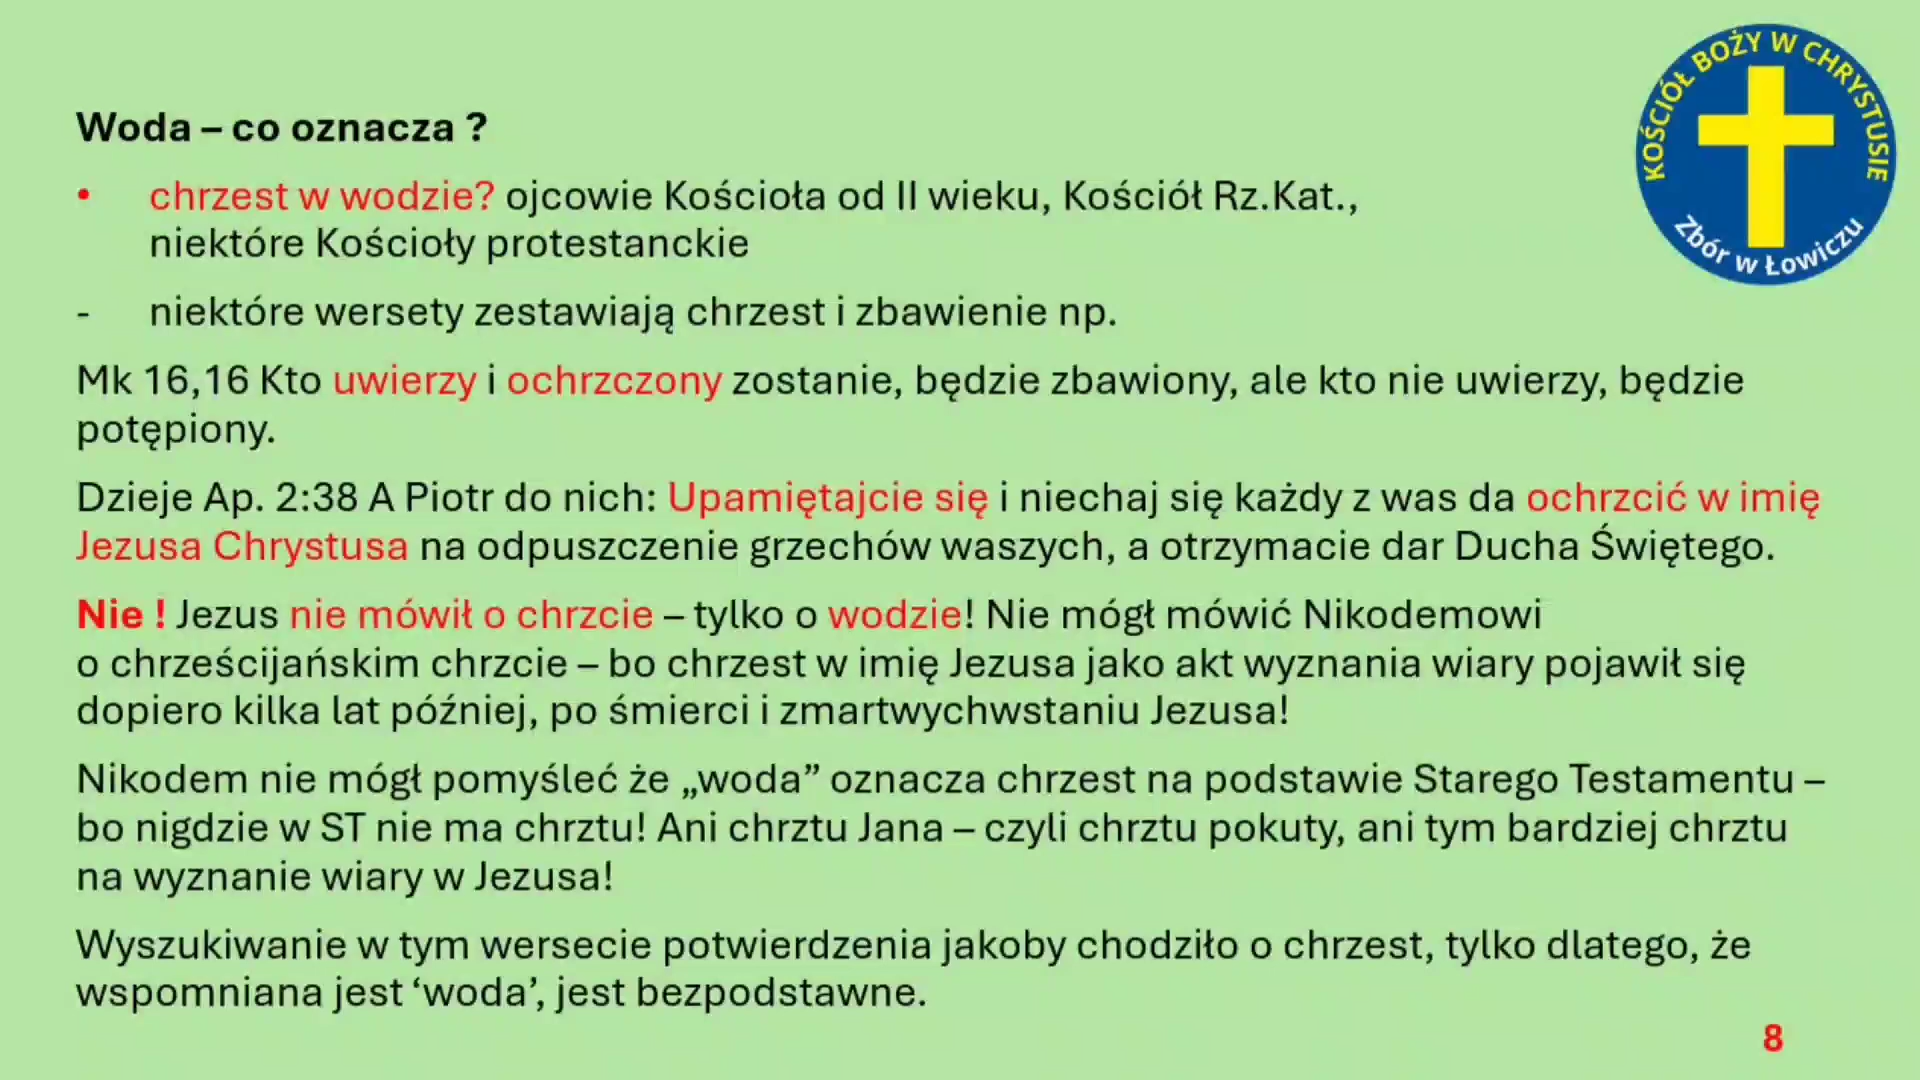 KOŚCIÓŁ BOŻY W CHRYSTUSIE
Zbór w Łowiczu
Woda – co oznacza ?
• chrzest w wodzie? ojcowie Kościoła od II wieku, Kościół Rz.Kat.,
niektóre Kościoły protestanckie
- niektóre wersety zestawiają chrzest i zbawienie np.
Mk 16,16 Kto uwierzy i ochrzczony zostanie, będzie zbawiony, ale kto nie uwierzy, będzie
potępiony.
Dzieje Ap. 2:38 A Piotr do nich: Upamiętajcie się i niechaj się każdy z was da ochrzcić w imię
Jezusa Chrystusa na odpuszczenie grzechów waszych, a otrzymacie dar Ducha Świętego.
Nie ! Jezus nie mówił o chrzcie – tylko o wodzie! Nie mógł mówić Nikodemowi
o chrześcijańskim chrzcie – bo chrzest w imię Jezusa jako akt wyznania wiary pojawił się
dopiero kilka lat później, po śmierci i zmartwychwstaniu Jezusa!
Nikodem nie mógł pomyśleć że „woda” oznacza chrzest na podstawie Starego Testamentu –
bo nigdzie w ST nie ma chrztu! Ani chrztu Jana – czyli chrztu pokuty, ani tym bardziej chrztu
na wyznanie wiary w Jezusa!
Wyszukiwanie w tym wersecie potwierdzenia jakoby chodziło o chrzest, tylko dlatego, że
wspomniana jest ‘woda’, jest bezpodstawne.
8